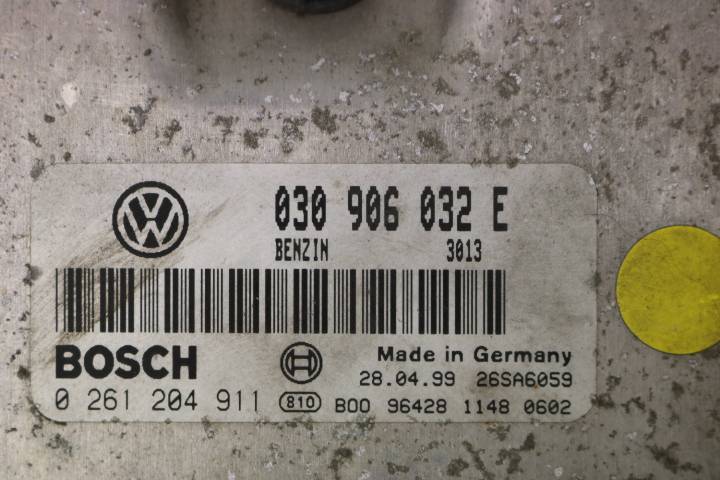 030 906 032 E
BENZIN 3013
BOSCH
Made in Germany
28.04.99 26SA6059
0 261 204 911 810 B00 96428 1148 0602